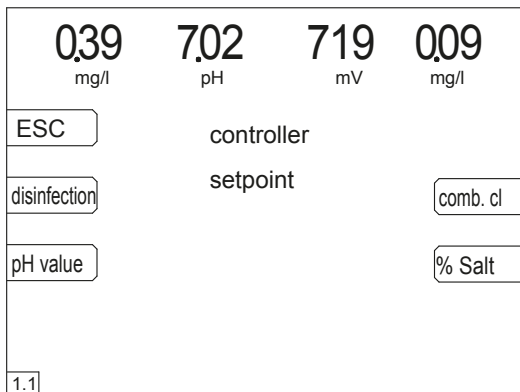 0.39 7.02 719 0.09
mg/l pH mV mg/l
ESC
controller
setpoint
disinfection
comb. cl
pH value
% Salt
1.1